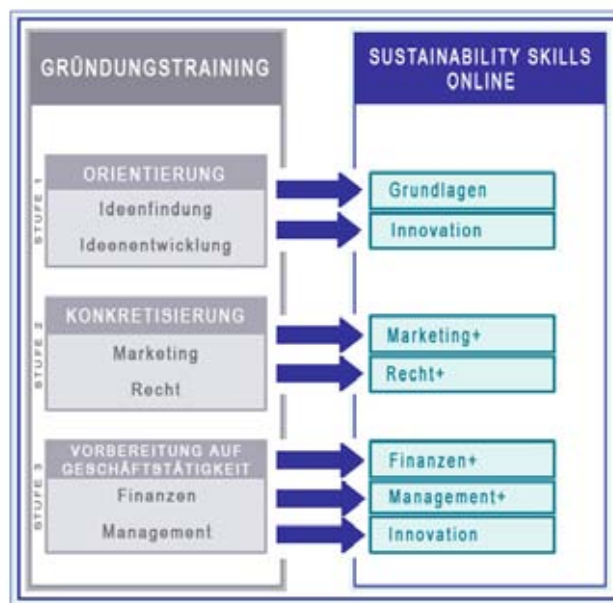 GRÜNDUNGSTRAINING
STUFE 1
ORIENTIERUNG
Ideenfindung
Ideenentwicklung
STUFE 2
KONKRETISIERUNG
Marketing
Recht
STUFE 3
VORBEREITUNG AUF
GESCHÄFTSTÄTIGKEIT
Finanzen
Management
SUSTAINABILITY SKILLS
ONLINE
Grundlagen
Innovation
Marketing+
Recht+
Finanzen+
Management+
Innovation